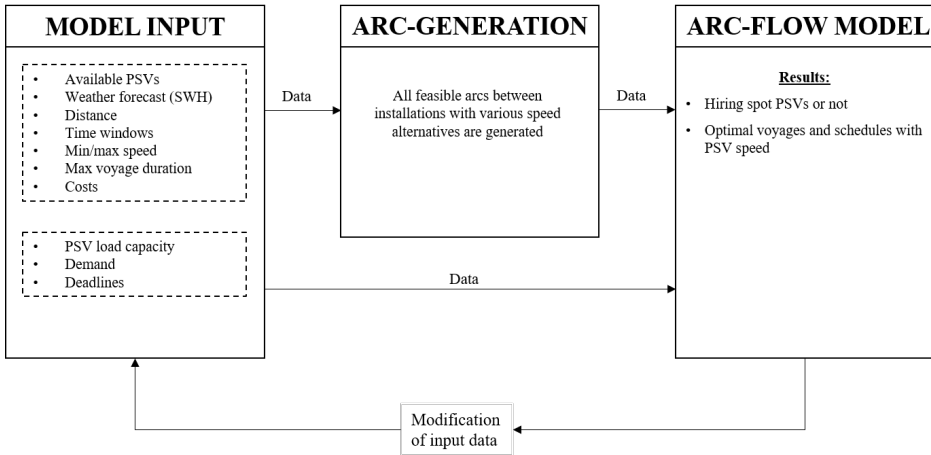 MODEL INPUT
• Available PSVs
• Weather forecast (SWH)
• Distance
• Time windows
• Min/max speed
• Max voyage duration
• Costs
• PSV load capacity
• Demand
• Deadlines
Data
ARC-GENERATION
All feasible arcs between
installations with various speed
alternatives are generated
Data
Data
ARC-FLOW MODEL
Results:
• Hiring spot PSVs or not
• Optimal voyages and schedules with
PSV speed
Modification
of input data